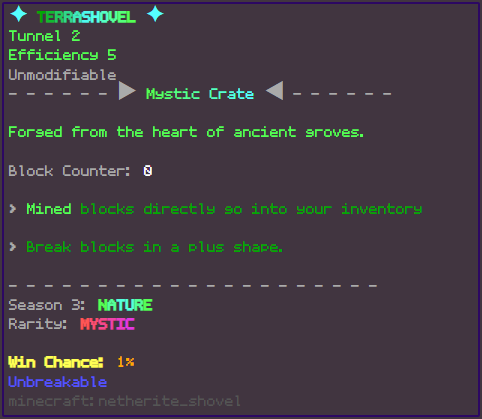 ✦ TERRASHOVEL ✦
Tunnel 2
Efficiency 5
Unmodifiable
- - - - - - ▶ Mystic Crate ◀ - - - - - -
Forged from the heart of ancient groves.
Block Counter: 0
> Mined blocks directly go into your inventory
> Break blocks in a plus shape.
- - - - - - - - - - - - - - - - - - - - -
Season 3: NATURE
Rarity: MYSTIC
Win Chance: 1%
Unbreakable
minecraft:netherite_shovel